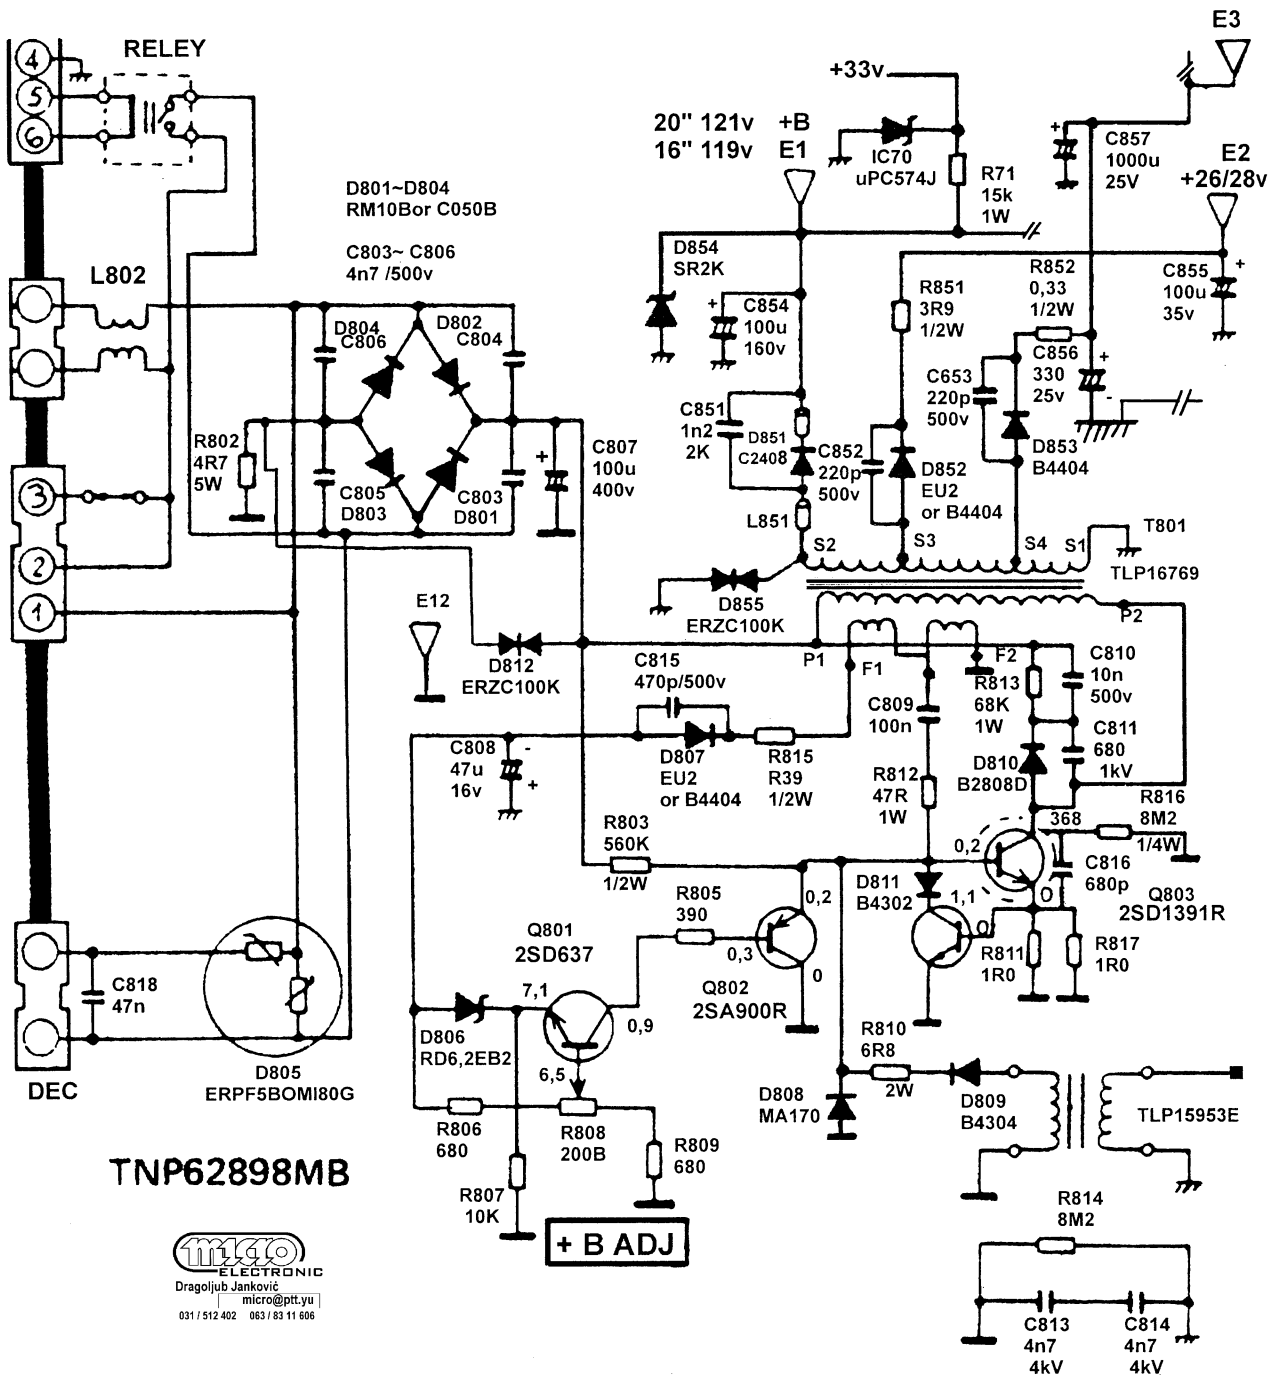 E3
4
RELEY
5
6
+33v
20" 121v +B
16" 119v E1
IC70
uPC574J
R71
15k
1W
C857
1000u
25V
E2
+26/28v
D801~D804
RM10Bor C050B
C803~ C806
4n7 /500v
L802
D854
SR2K
C854
100u
160v
R851
3R9
1/2W
R852
0,33
1/2W
C855
100u
35v
D804
C806
D802
C804
C856
330
25v
C653
220p
500v
R802
4R7
5W
C807
100u
400v
C851
1n2
2K
D851
C2408
C852
220p
500v
D852
EU2
or B4404
D853
B4404
C805
D803
C803
D801
L851
S2
S3
S4
S1
T801
TLP16769
3
2
1
E12
D855
ERZC100K
P2
D812
ERZC100K
C815
470p/500v
P1
F1
F2
C809
100n
R813
68K
1W
C810
10n
500v
C811
680
1kV
C808
47u
16v
-
+
D807
EU2
or B4404
R815
R39
1/2W
R812
47R
1W
D810
B2808D
R816
8M2
1/4W
R803
560K
1/2W
0,2
368
C816
680p
Q803
2SD1391R
D811
B4302
1,1
O
O
R805
390
0,2
0,3
0
Q801
2SD637
Q802
2SA900R
R811
1R0
R817
1R0
C818
47n
7,1
0,9
D806
RD6,2EB2
6,5
R810
6R8
2W
D805
ERPF5BOMI80G
DEC
D808
MA170
D809
B4304
TLP15953E
R806
680
R808
200B
R809
680
R807
10K
TNP62898MB
+ B ADJ
R814
8M2
C813
4n7
4kV
C814
4n7
4kV
micro
ELECTRONIC
Dragoljub Janković
micro@ptt.yu
031 / 512 402 063 / 83 11 606